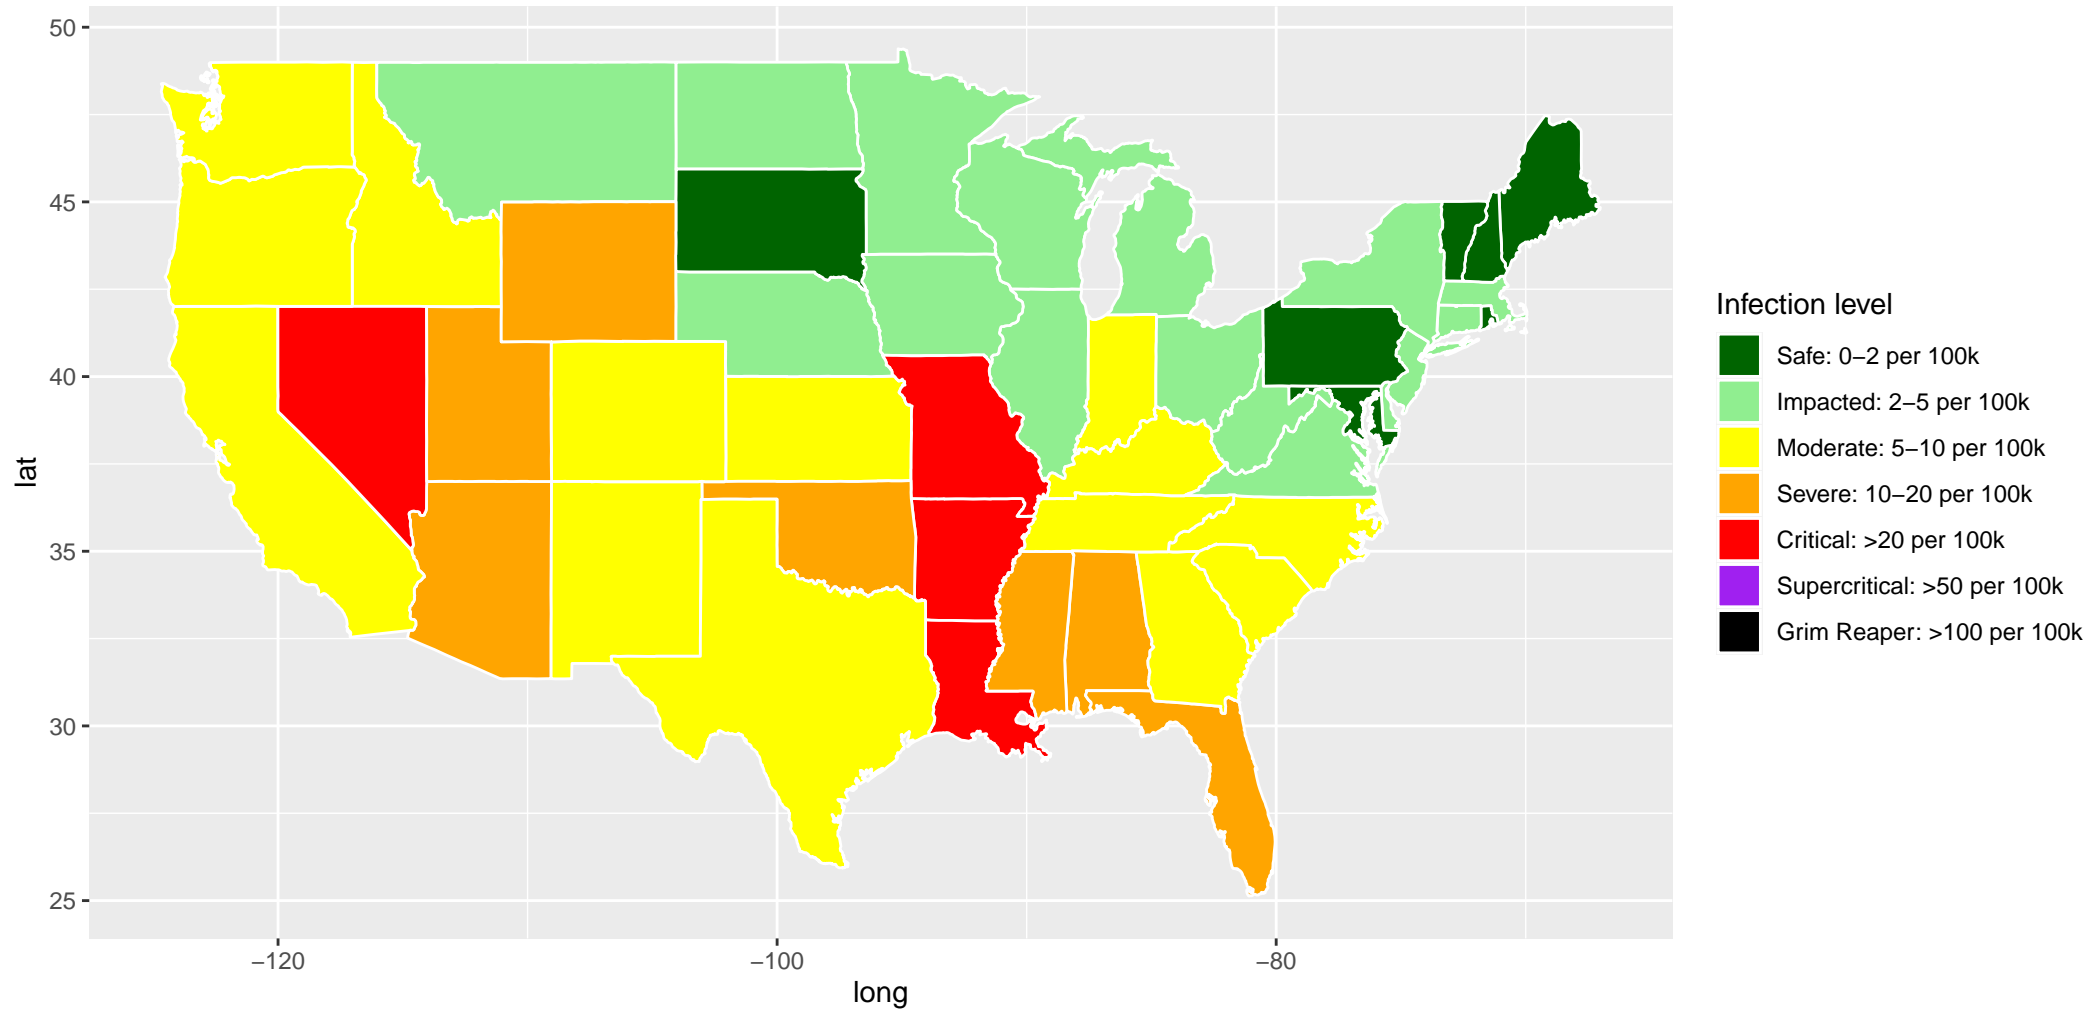 50
45
40
35
30
25
lat
−120
−100
−80
long
Infection level
Safe: 0−2 per 100k
Impacted: 2−5 per 100k
Moderate: 5−10 per 100k
Severe: 10−20 per 100k
Critical: >20 per 100k
Supercritical: >50 per 100k
Grim Reaper: >100 per 100k